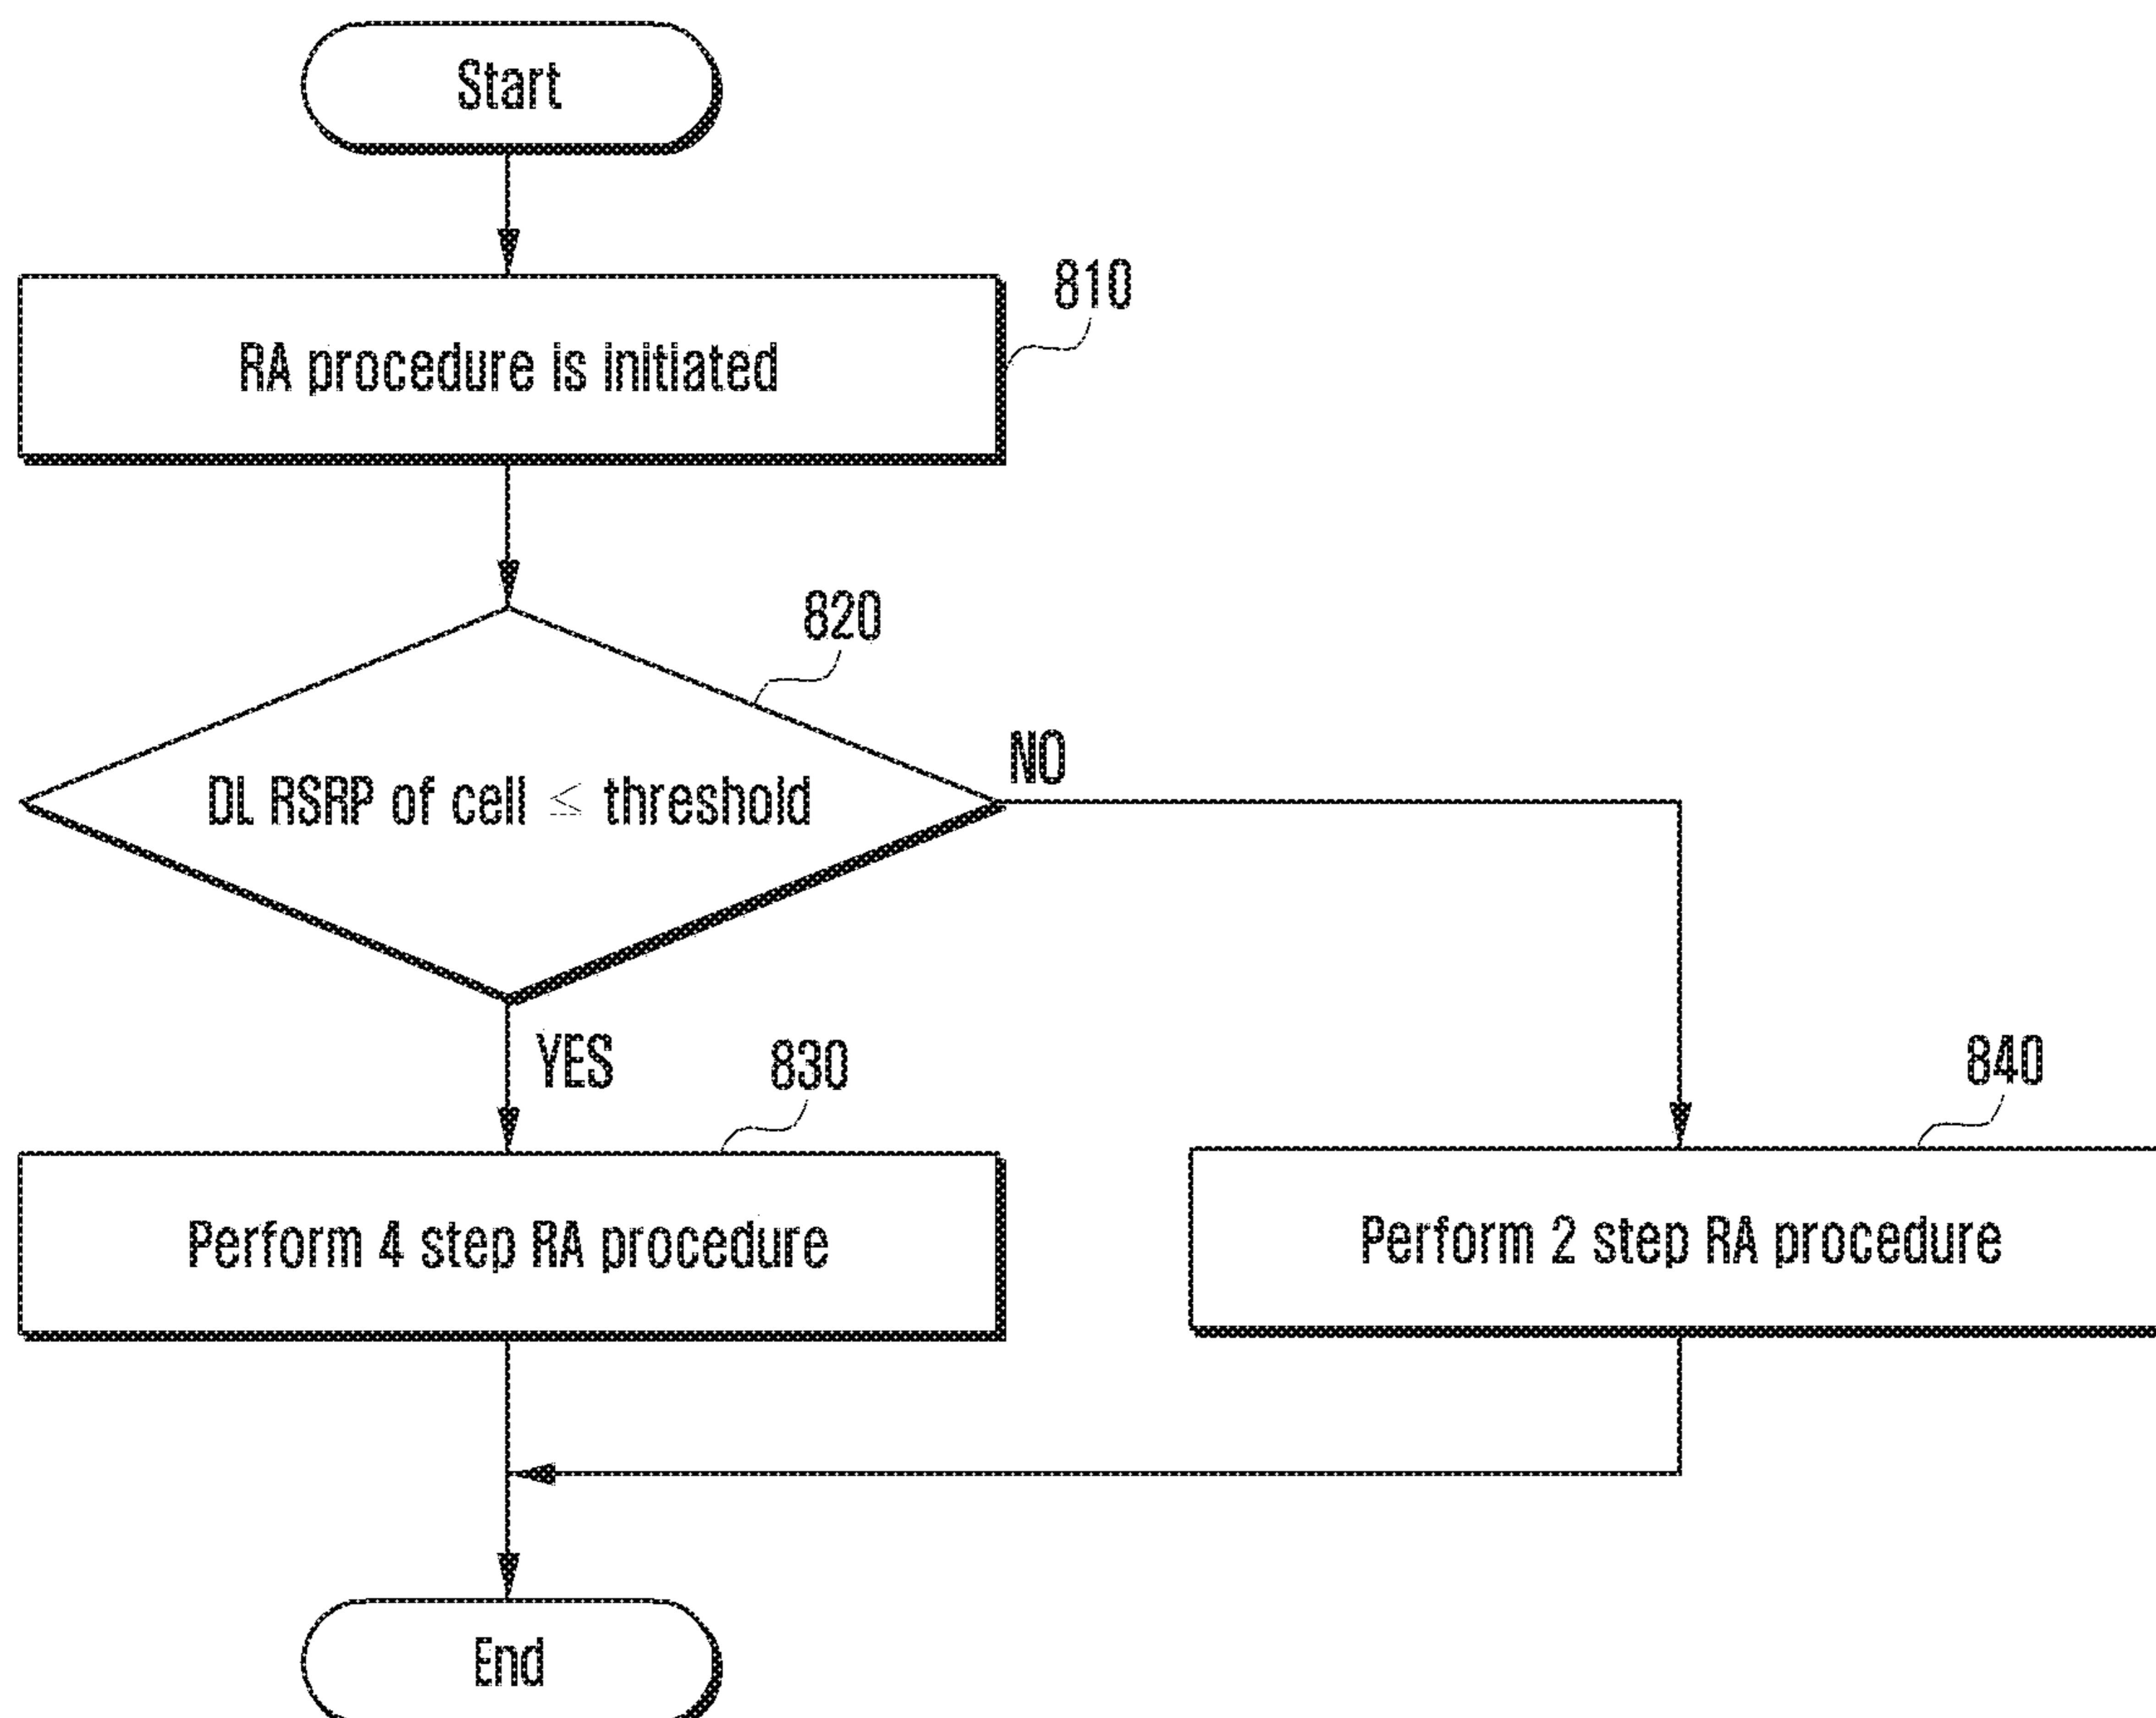 Start
810
RA procedure is initiated
820
NO
DL RSRP of cell ≤ threshold
YES
830
840
Perform 4 step RA procedure
Perform 2 step RA procedure
End